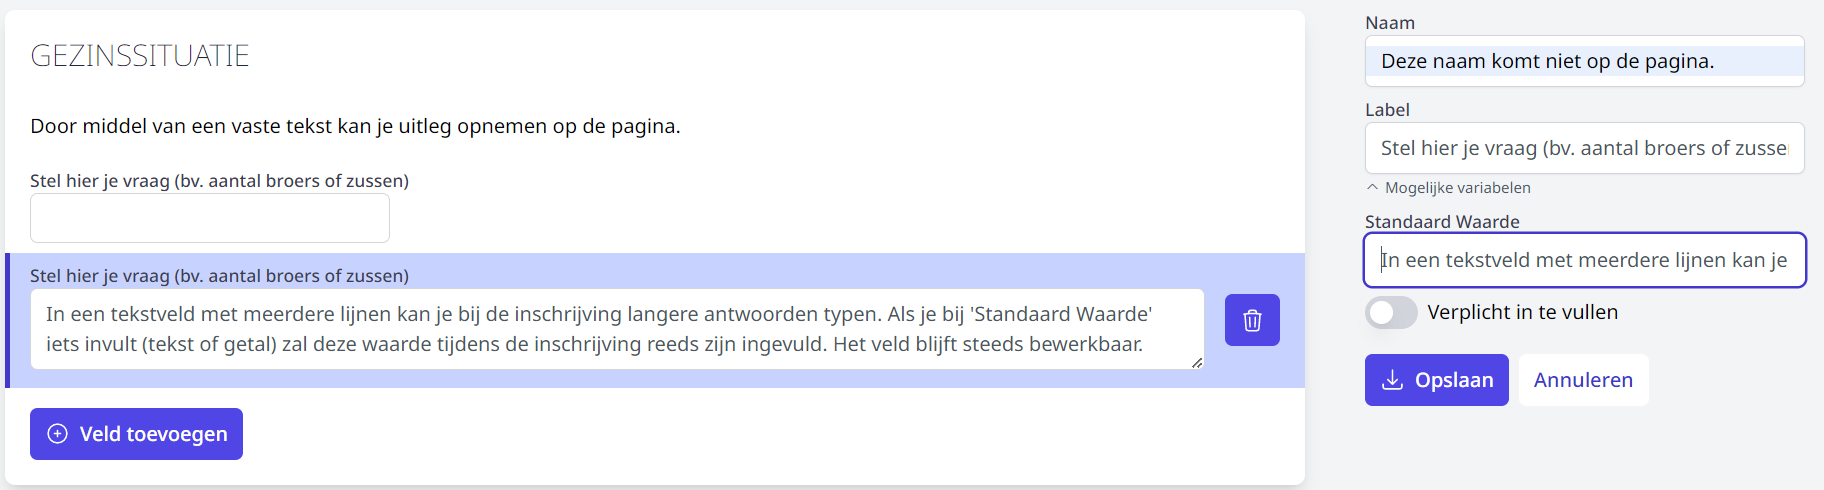 GEZINSSITUATIE
Door middel van een vaste tekst kan je uitleg opnemen op de pagina.
Stel hier je vraag (bv. aantal broers of zussen)
Stel hier je vraag (bv. aantal broers of zussen)
In een tekstveld met meerdere lijnen kan je bij de inschrijving langere antwoorden typen. Als je bij 'Standaard Waarde'
iets invult (tekst of getal) zal deze waarde tijdens de inschrijving reeds zijn ingevuld. Het veld blijft steeds bewerkbaar.
Veld toevoegen
Naam
Deze naam komt niet op de pagina.
Label
Stel hier je vraag (bv. aantal broers of zusse
Mogelijke variabelen
Standaard Waarde
In een tekstveld met meerdere lijnen kan je
Verplicht in te vullen
Opslaan Annuleren